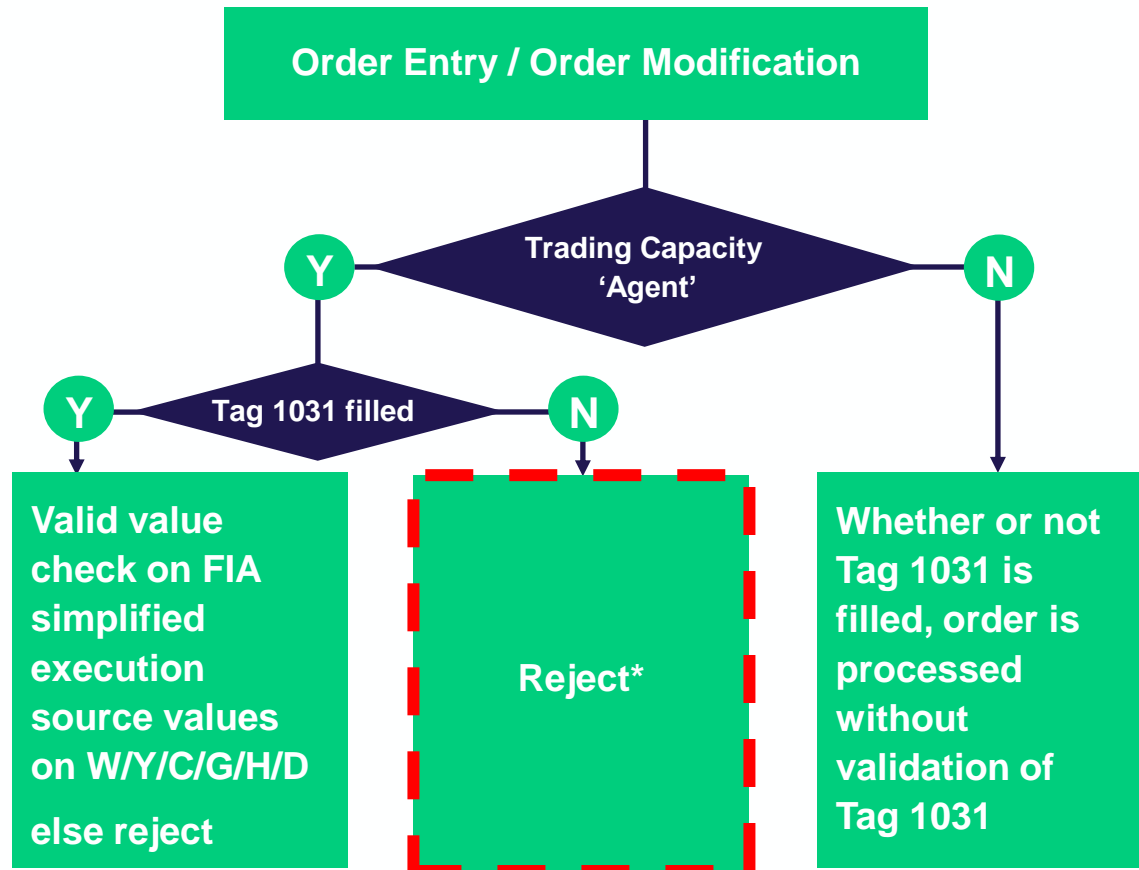 Order Entry / Order Modification
Trading Capacity
‘Agent’
Y
N
Y
Tag 1031 filled
N
Valid value
check on FIA
simplified
execution
source values
on W/Y/C/G/H/D
else reject
Reject*
Whether or not
Tag 1031 is
filled, order is
processed
without
validation of
Tag 1031